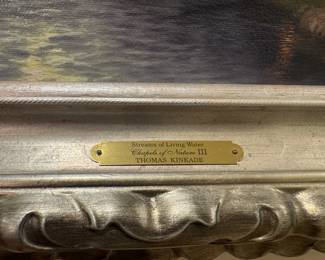 Streams of Living Water
Chapels of Nature III
THOMAS KINKADE